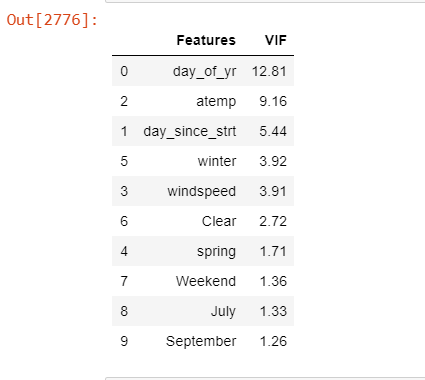 Out[2776]:
Features VIF
0 day_of_yr 12.81
2 atemp 9.16
1 day_since_strt 5.44
5 winter 3.92
3 windspeed 3.91
6 Clear 2.72
4 spring 1.71
7 Weekend 1.36
8 July 1.33
9 September 1.26